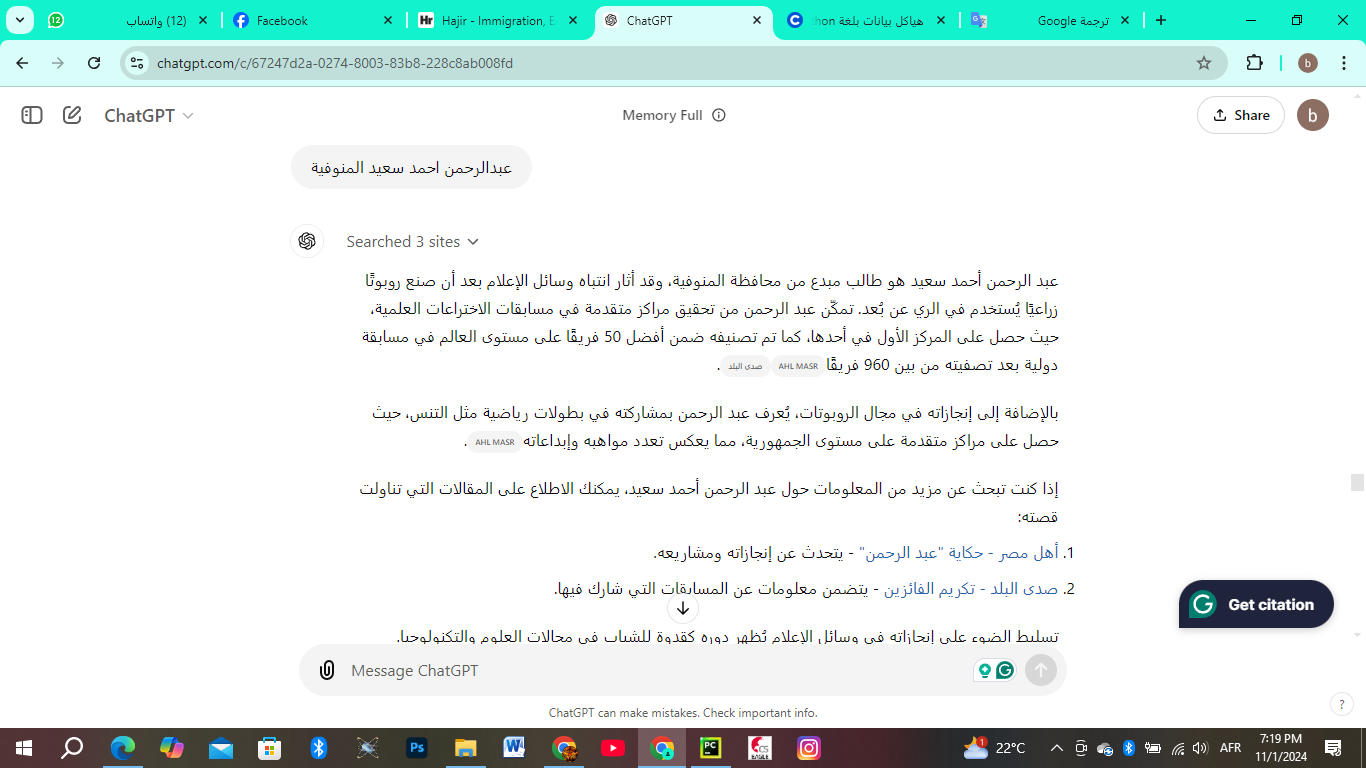 (12) واتساب
Facebook
Hajir - Immigration, E
ChatGPT
هياكل بيانات بلغة thon
ترجمة Google
chatgpt.com/c/67247d2a-0274-8003-83b8-228c8ab008fd
b
ChatGPT
Memory Full
Share
b
عبدالرحمن احمد سعيد المنوفية
Searched 3 sites
عبد الرحمن أحمد سعيد هو طالب مبدع من محافظة المنوفية، وقد أثار انتباه وسائل الإعلام بعد أن صنع روبوتًا
زراعيًا يُستخدم في الري عن بُعد. تمكّن عبد الرحمن من تحقيق مراكز متقدمة في مسابقات الاختراعات العلمية،
حيث حصل على المركز الأول في أحدها، كما تم تصنيفه ضمن أفضل 50 فريقًا على مستوى العالم في مسابقة
دولية بعد تصفيته من بين 960 فريقًا AHL MASR صدى البلد .
بالإضافة إلى إنجازاته في مجال الروبوتات، يُعرف عبد الرحمن بمشاركته في بطولات رياضية مثل التنس، حيث
حصل على مراكز متقدمة على مستوى الجمهورية، مما يعكس تعدد مواهبه وإبداعاته AHL MASR .
إذا كنت تبحث عن مزيد من المعلومات حول عبد الرحمن أحمد سعيد، يمكنك الاطلاع على المقالات التي تناولت
قصته:
1. أهل مصر - حكاية "عبد الرحمن" - يتحدث عن إنجازاته ومشاريعه.
2. صدى البلد - تكريم الفائزين - يتضمن معلومات عن المسابقات التي شارك فيها.
تسليط الضوء على إنجازاته في وسائل الإعلام يُظهر دوره كقدوة للشباب في مجالات العلوم والتكنولوجيا.
Get citation
Message ChatGPT
ChatGPT can make mistakes. Check important info.
?
22°C
AFR
7:19 PM
11/1/2024